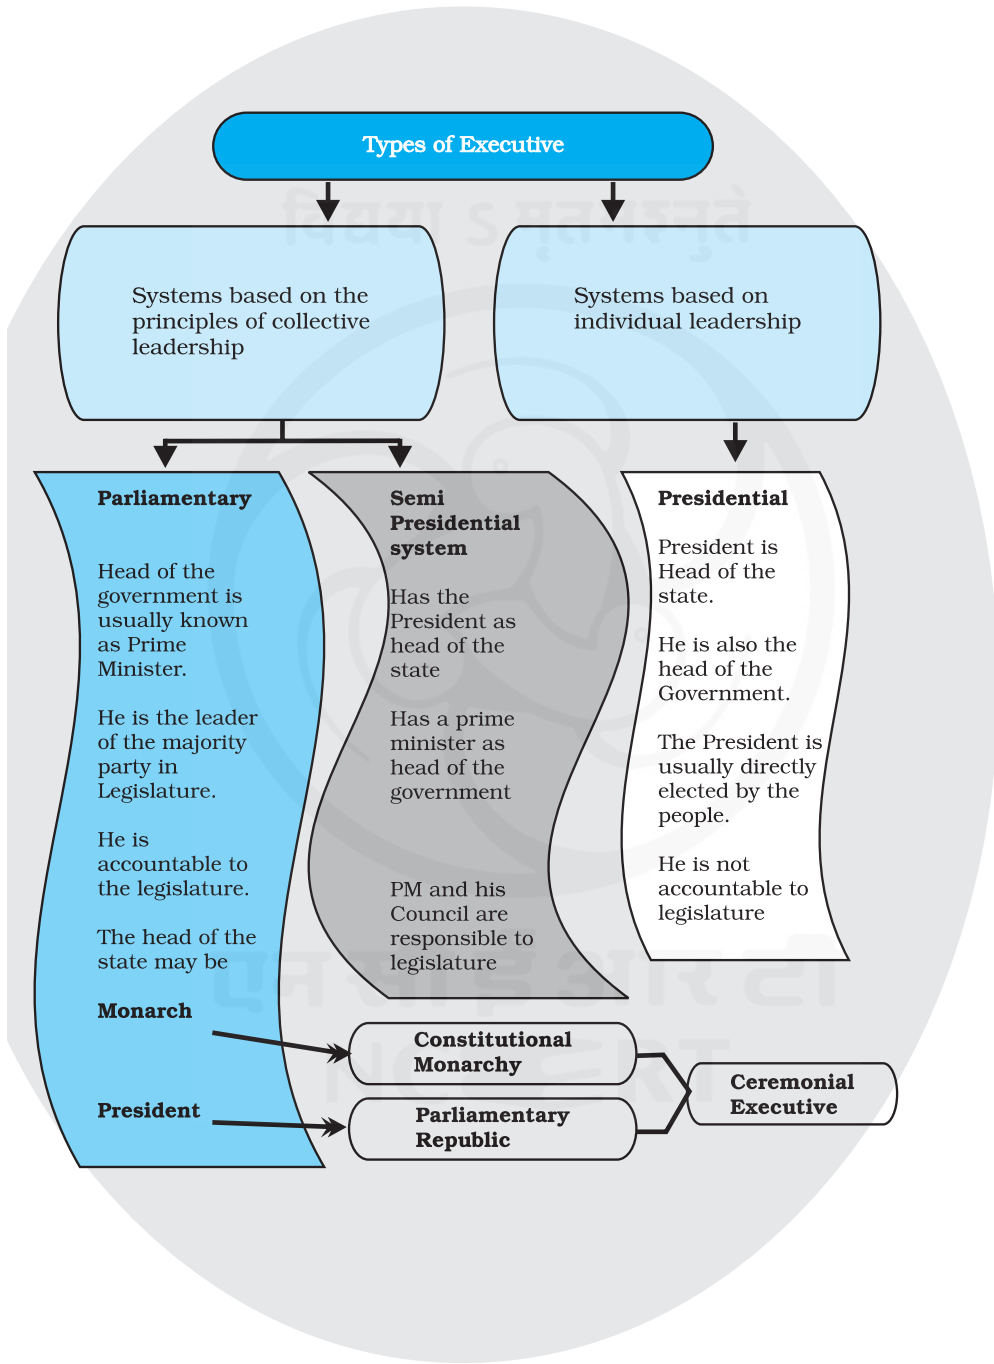 Types of Executive
विद्यया ऽ मृतमश्नुते
Systems based on the
principles of collective
leadership
Systems based on
individual leadership
Parliamentary
Head of the
government is
usually known
as Prime
Minister.
He is the leader
of the majority
party in
Legislature.
He is
accountable to
the legislature.
The head of the
state may be
Monarch
President
Semi
Presidential
system
Has the
President as
head of the
state
Has a prime
minister as
head of the
government
PM and his
Council are
responsible to
legislature
Presidential
President is
Head of the
state.
He is also the
head of the
Government.
The President is
usually directly
elected by the
people.
He is not
accountable to
legislature
एन सी ई आर टी
NCERT
Constitutional
Monarchy
Parliamentary
Republic
Ceremonial
Executive